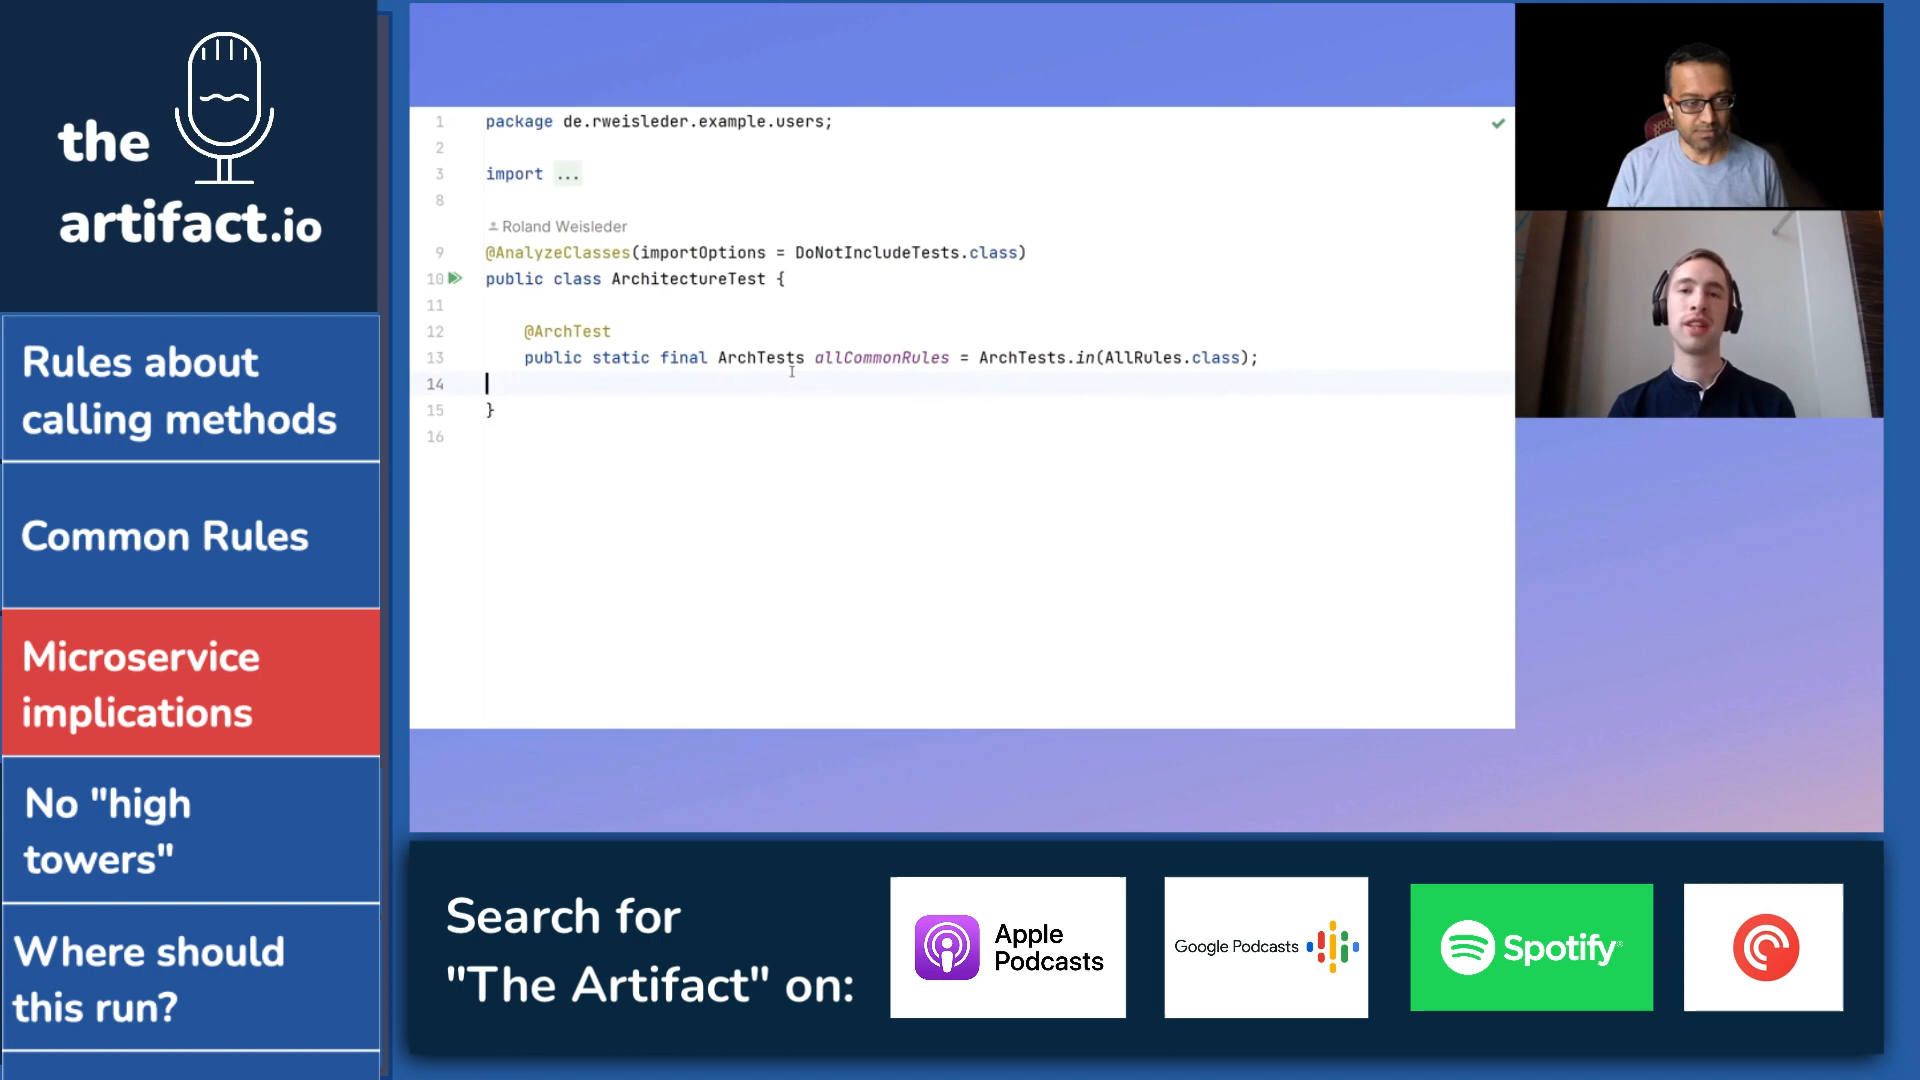 the
artifact.io
Rules about
calling methods
Common Rules
Microservice
implications
No "high
towers"
Where should
this run?
1 package de.rweisleder.example.users;
2
3 import ...
8
Roland Weisleder
9 @AnalyzeClasses(importOptions = DoNotIncludeTests.class)
10 public class ArchitectureTest {
11
12 @ArchTest
13 public static final ArchTests allCommonRules = ArchTests.in(AllRules.class);
14
15 }
16
Search for
"The Artifact" on:
Apple
Podcasts
Google Podcasts
Spotify